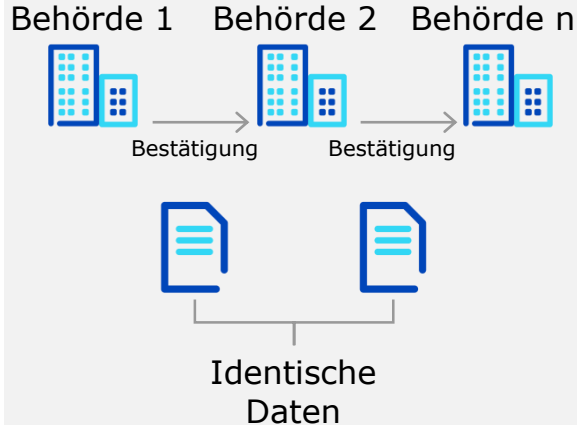 Behörde 1 Behörde 2 Behörde n
Bestätigung Bestätigung
Identische
Daten